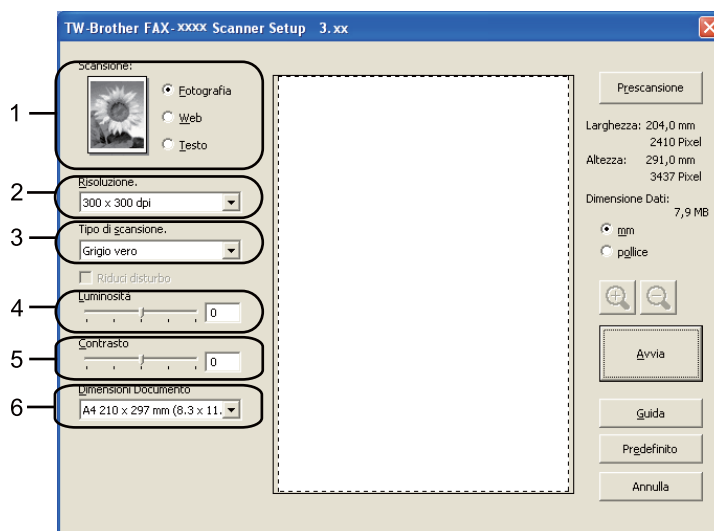 TW-Brother FAX-xxxx Scanner Setup 3.xx
Scansione:
1
Fotografia
Web
Testo
2
Risoluzione.
300 x 300 dpi
3
Tipo di scansione.
Grigio vero
Riduci disturbo
4
Luminosità
0
5
Contrasto
0
6
Dimensioni Documento
A4 210 x 297 mm (8.3 x 11.
Prescansione
Larghezza: 204,0 mm
2410 Pixel
Altezza: 291,0 mm
3437 Pixel
Dimensione Dati:
7,9 MB
mm
pollice
Avvia
Guida
Predefinito
Annulla